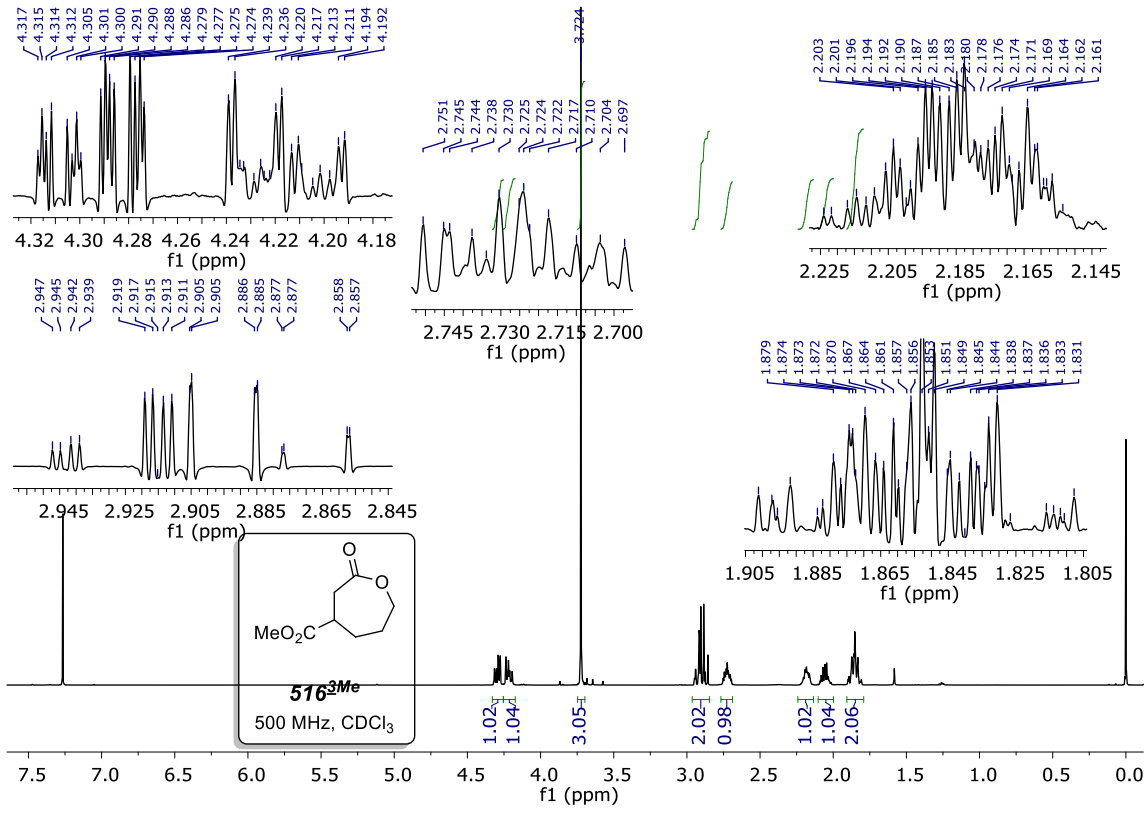 4.317 4.315 4.314 4.312 4.305 4.301 4.300 4.291 4.290 4.288 4.286 4.279 4.277 4.275 4.274 4.239 4.236 4.220 4.217 4.213 4.211 4.194 4.192
4.32 4.30 4.28 4.26 4.24 4.22 4.20 4.18
f1 (ppm)
2.751 2.745 2.744 2.738 2.730 2.725 2.724 2.722 2.717 2.710 2.704 2.697
2.745 2.730 2.715 2.700
f1 (ppm)
3.724
2.203 2.201 2.196 2.194 2.192 2.190 2.187 2.185 2.183 2.180 2.178 2.176 2.174 2.171 2.169 2.164 2.162 2.161
2.225 2.205 2.185 2.165 2.145
f1 (ppm)
2.947 2.945 2.942 2.939 2.919 2.917 2.915 2.913 2.911 2.905 2.905 2.886 2.885 2.877 2.877 2.858 2.857
2.945 2.925 2.905 2.885 2.865 2.845
f1 (ppm)
1.879 1.874 1.873 1.872 1.870 1.867 1.864 1.861 1.857 1.856 1.853 1.851 1.849 1.845 1.844 1.838 1.837 1.836 1.833 1.831
1.905 1.885 1.865 1.845 1.825 1.805
f1 (ppm)
O
O
MeO2C
516 3Me
500 MHz, CDCl3
1.02 1.04 3.05 2.02 0.98 1.02 1.04 2.06
7.5 7.0 6.5 6.0 5.5 5.0 4.5 4.0 3.5 3.0 2.5 2.0 1.5 1.0 0.5 0.0
f1 (ppm)